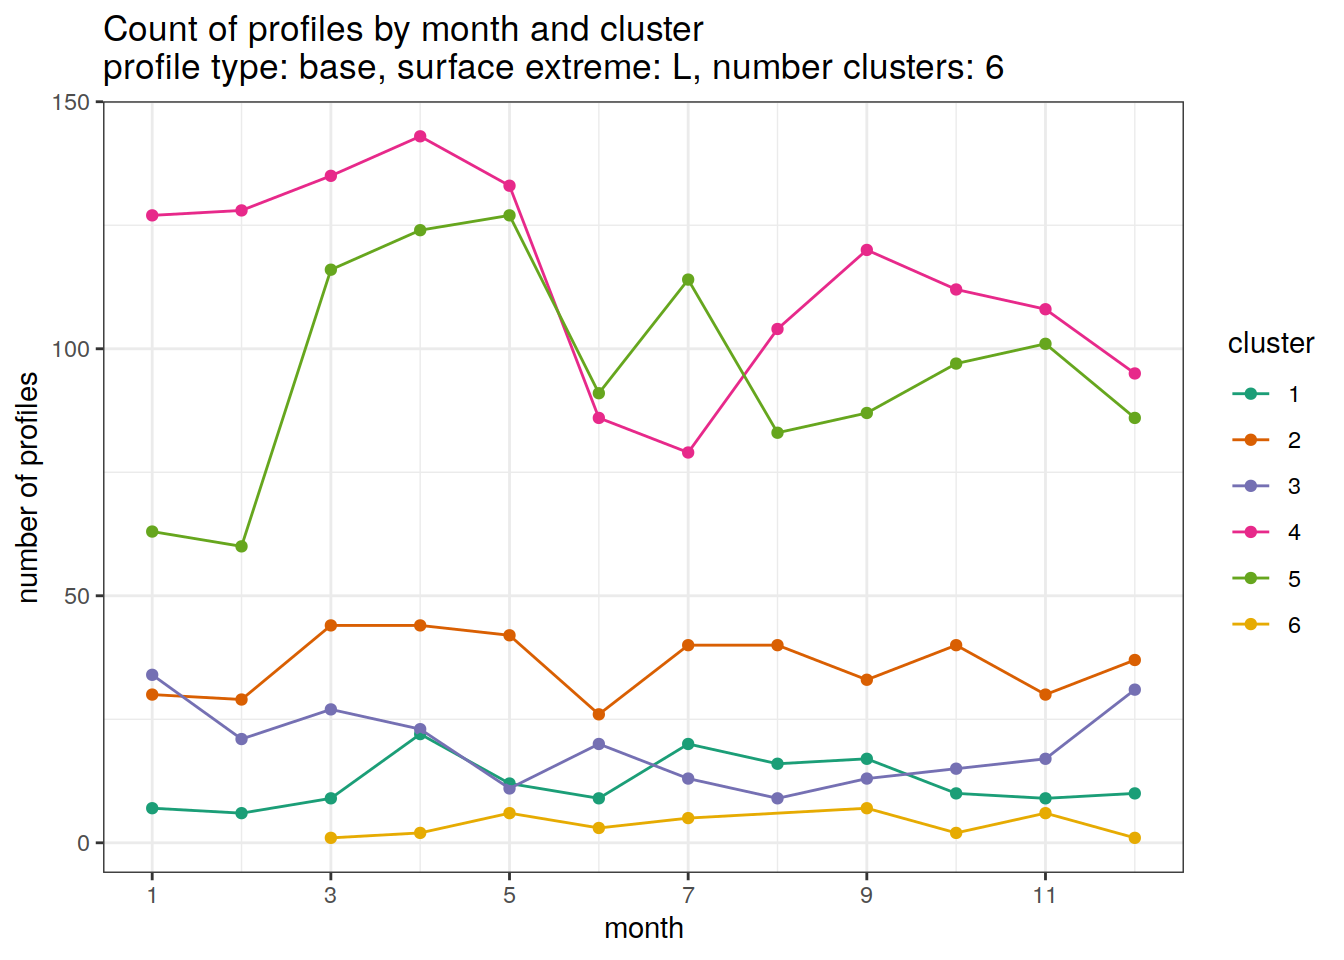 Count of profiles by month and cluster
profile type: base, surface extreme: L, number clusters: 6
150
100
50
0
number of profiles
1 3 5 7 9 11
month
cluster
1
2
3
4
5
6